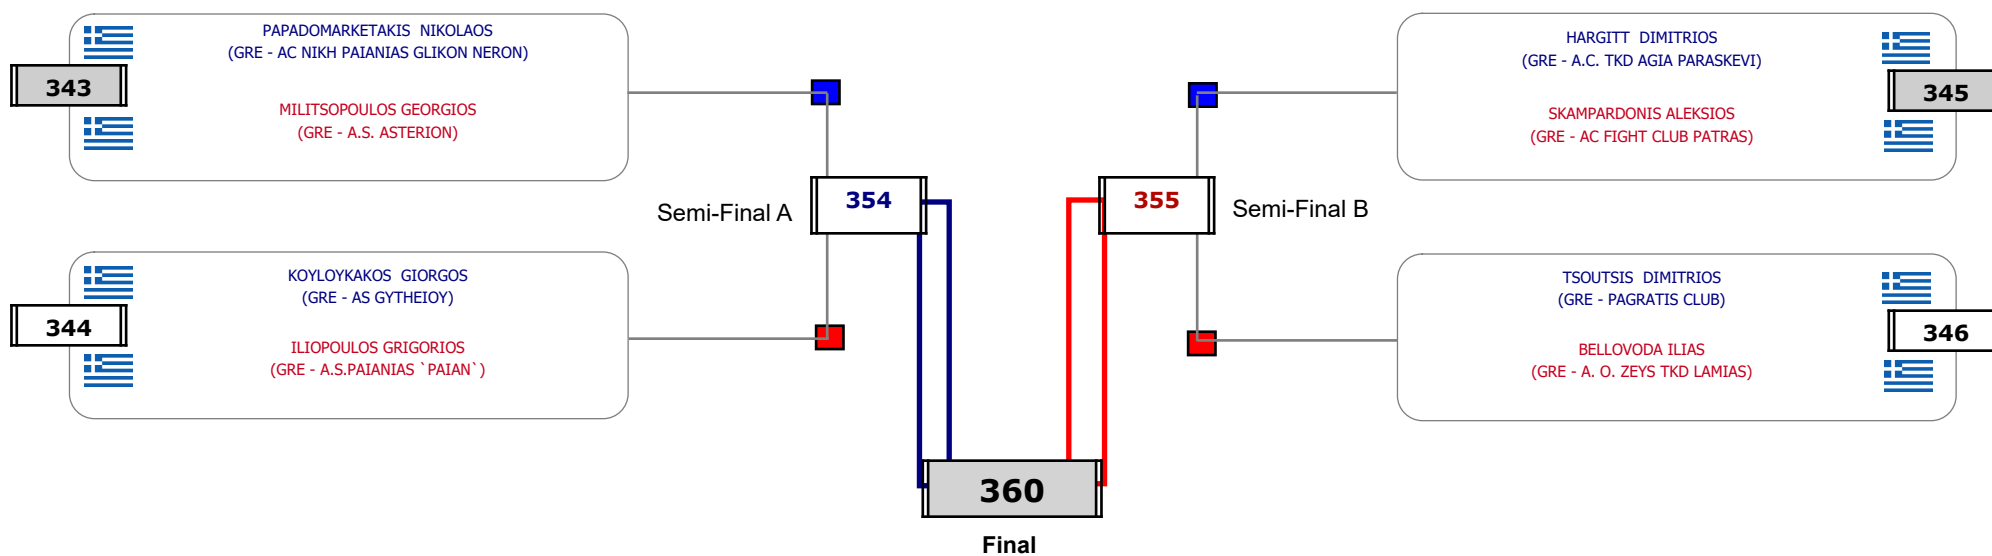 PAPADOMARKETAKIS NIKOLAOS
(GRE - AC NIKH PAIANIAS GLIKON NERON)
343
MILITSOPOULOS GEORGIOS
(GRE - A.S. ASTERION)
HARGITT DIMITRIOS
(GRE - A.C. TKD AGIA PARASKEVI)
345
SKAMPARDONIS ALEKSIOS
(GRE - AC FIGHT CLUB PATRAS)
Semi-Final A
354
355
Semi-Final B
KOYLOYKAKOS GIORGOS
(GRE - AS GYTHEIOY)
344
ILIOPOULOS GRIGORIOS
(GRE - A.S.PAIANIAS `PAIAN`)
TSOUTSIS DIMITRIOS
(GRE - PAGRATIS CLUB)
346
BELLOVODA ILIAS
(GRE - A. O. ZEYS TKD LAMIAS)
360
Final